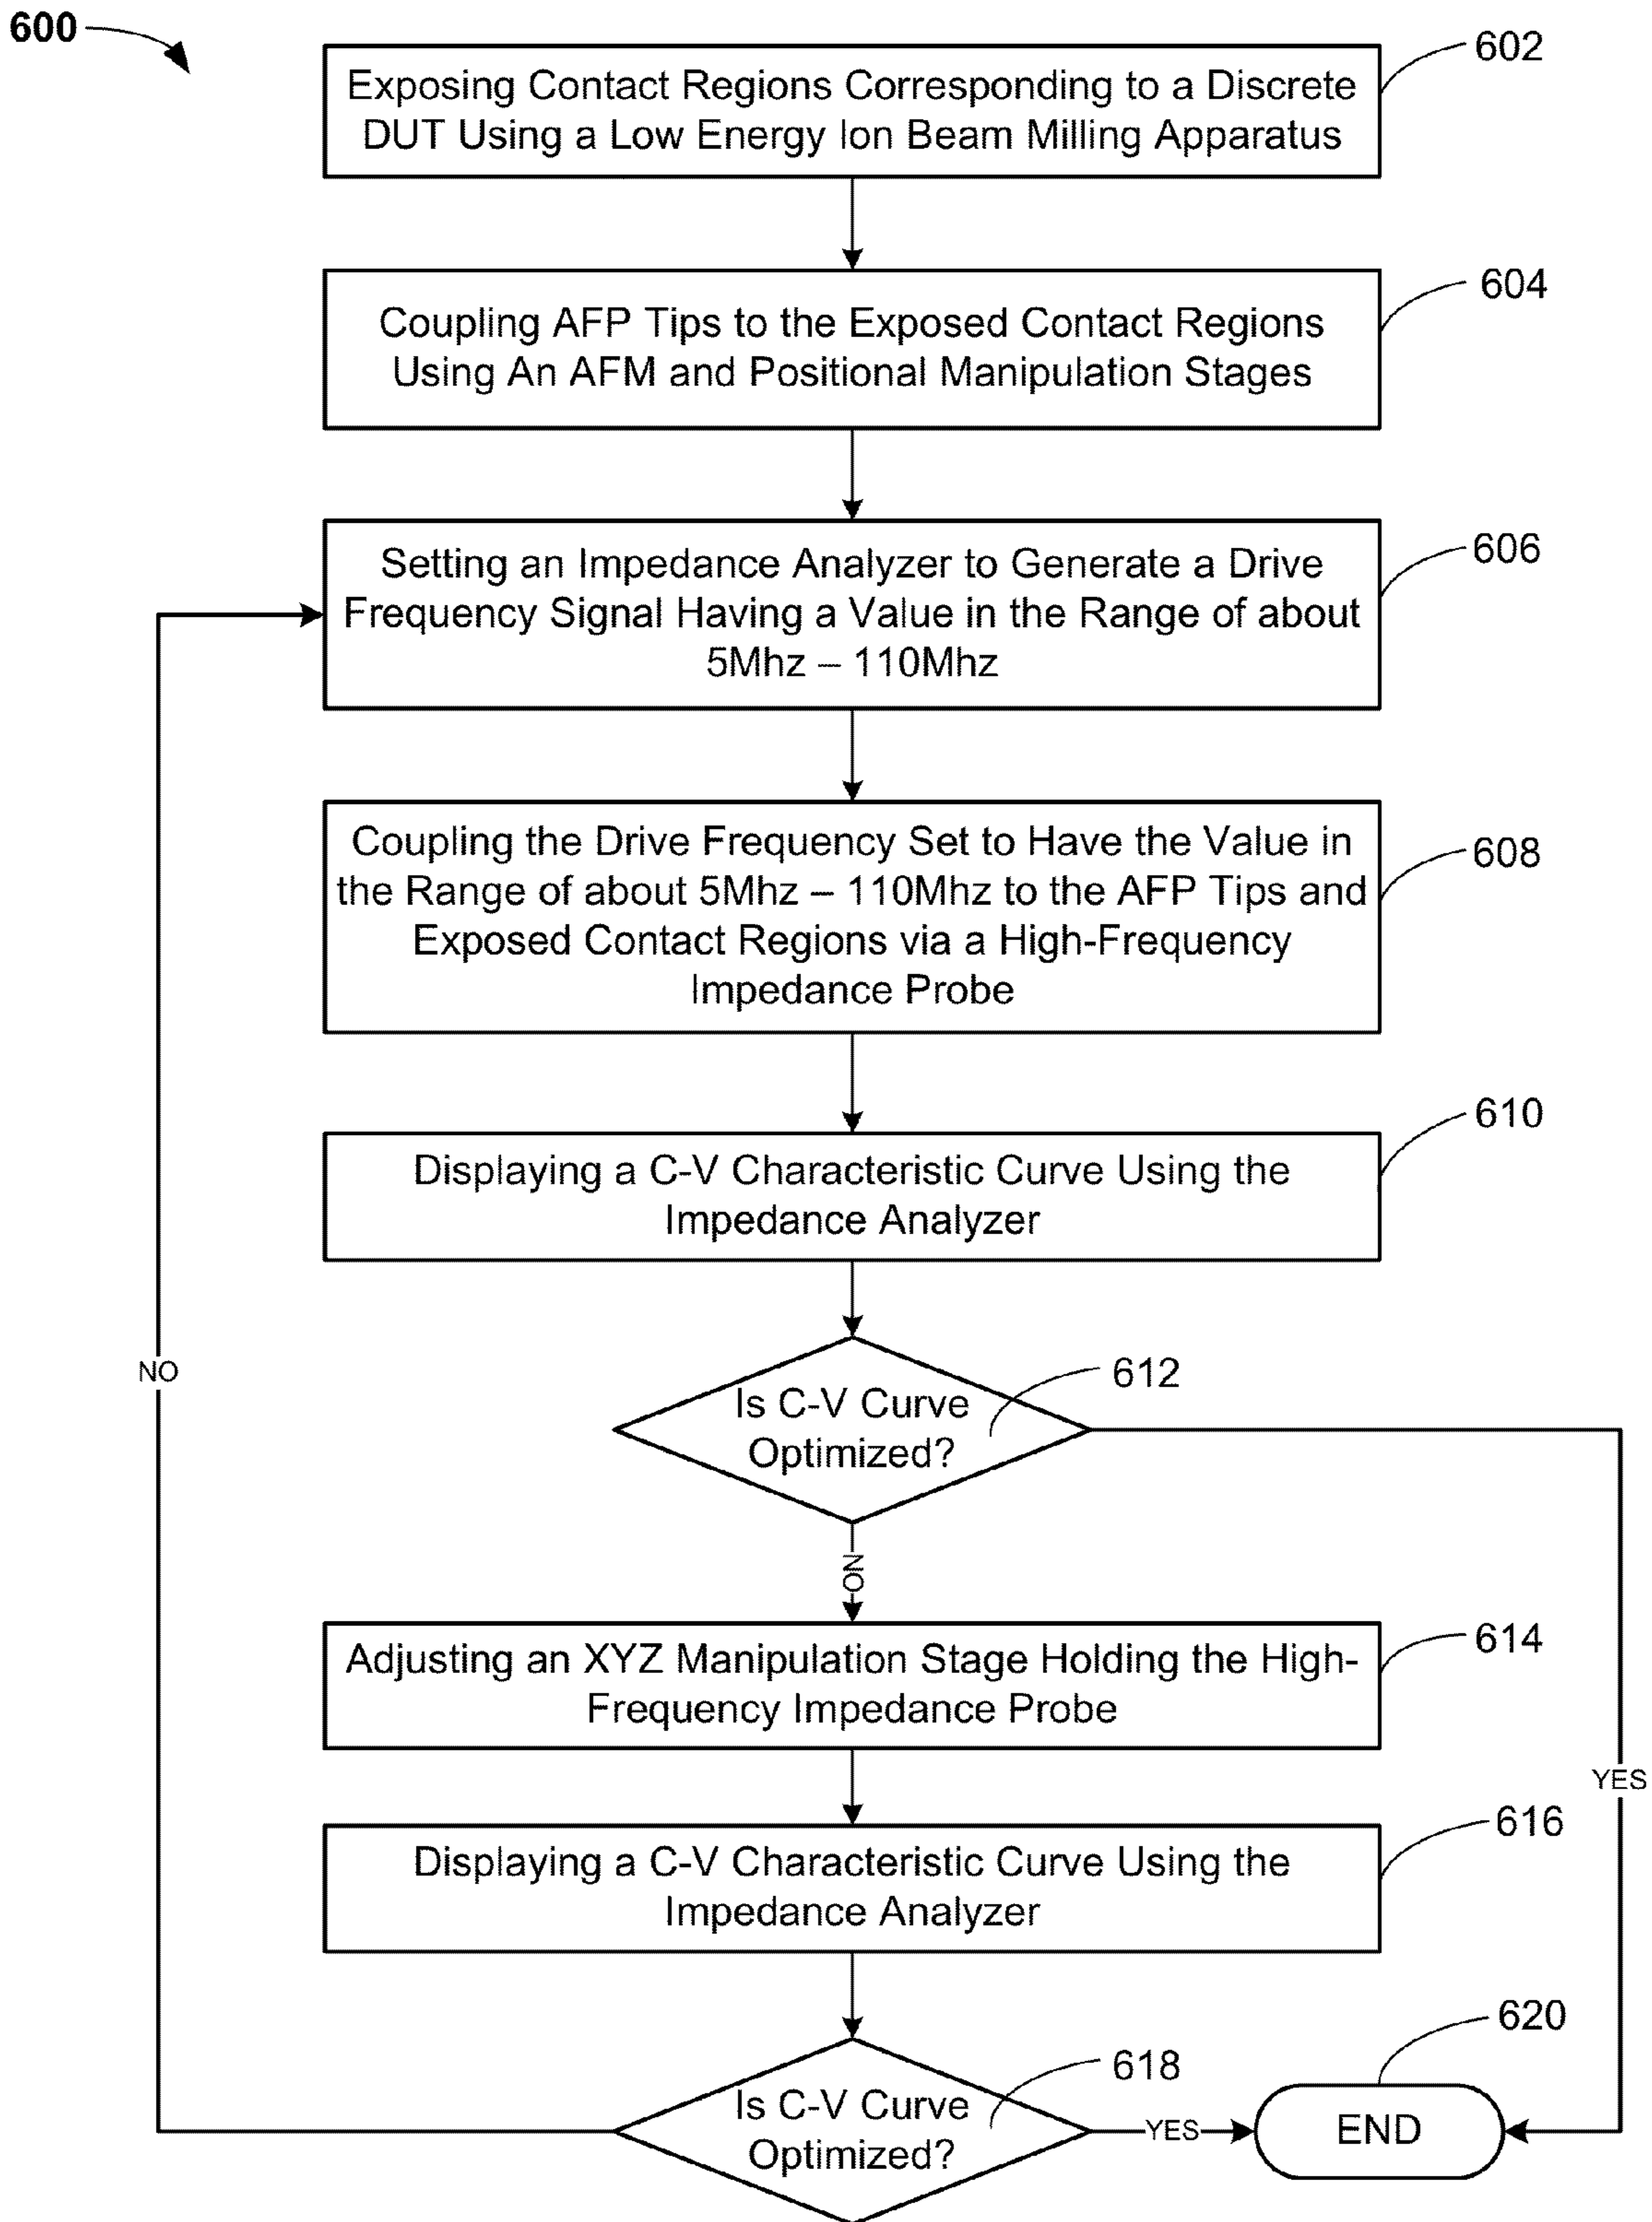 600
602
Exposing Contact Regions Corresponding to a Discrete
DUT Using a Low Energy Ion Beam Milling Apparatus
604
Coupling AFP Tips to the Exposed Contact Regions
Using An AFM and Positional Manipulation Stages
606
Setting an Impedance Analyzer to Generate a Drive
Frequency Signal Having a Value in the Range of about
5Mhz – 110Mhz
608
Coupling the Drive Frequency Set to Have the Value in
the Range of about 5Mhz – 110Mhz to the AFP Tips and
Exposed Contact Regions via a High-Frequency
Impedance Probe
610
Displaying a C-V Characteristic Curve Using the
Impedance Analyzer
612
Is C-V Curve
Optimized?
NO
NO
614
Adjusting an XYZ Manipulation Stage Holding the High-
Frequency Impedance Probe
YES
616
Displaying a C-V Characteristic Curve Using the
Impedance Analyzer
620
618
Is C-V Curve
Optimized?
YES
END